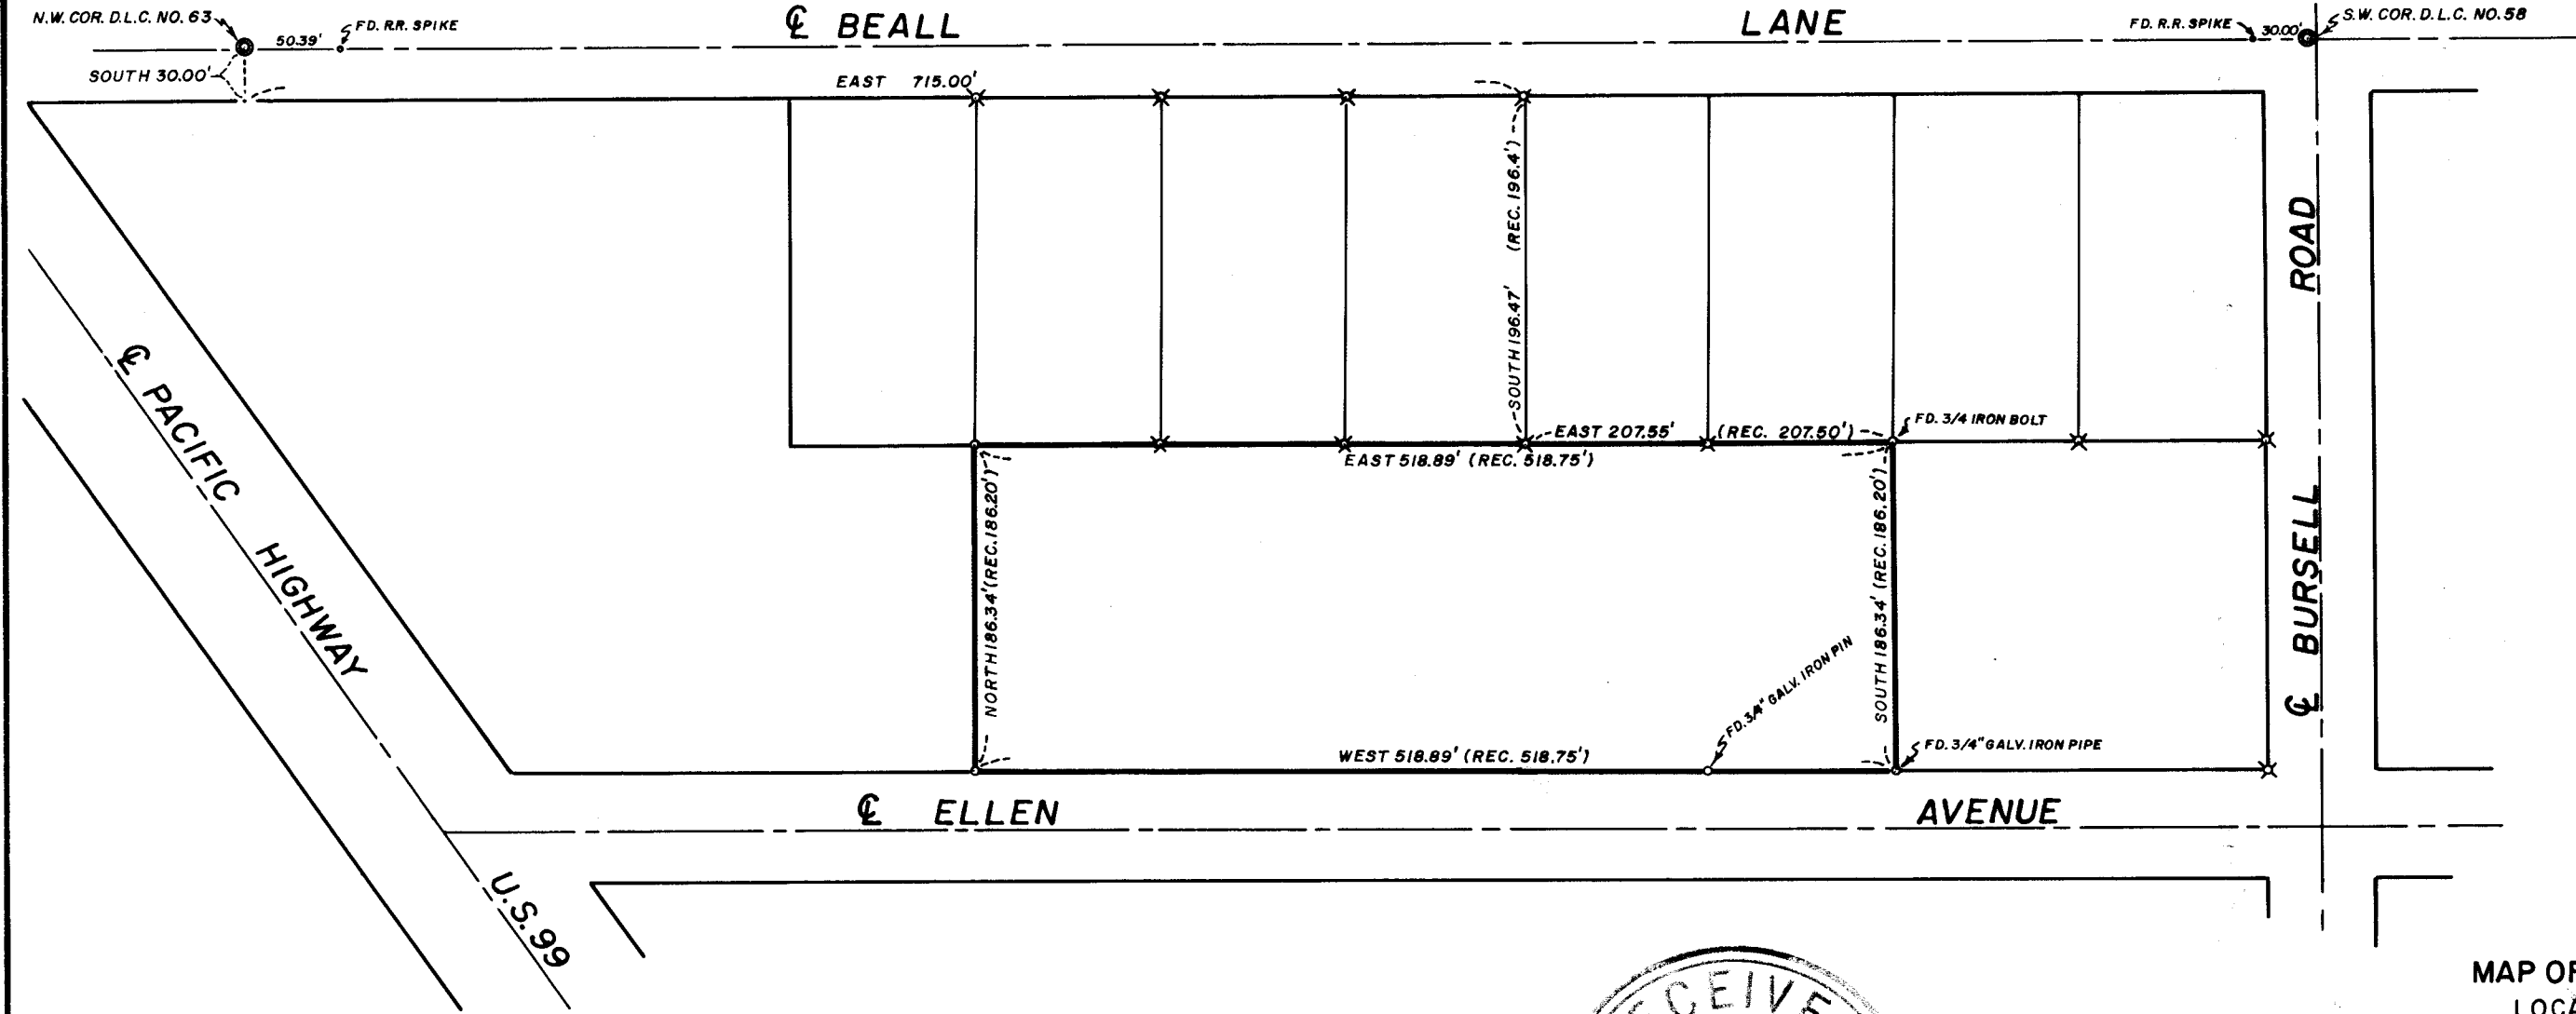 N.W. COR. D.L.C. NO. 63
50.39'
FD. R.R. SPIKE
℄ BEALL LANE
FD. R.R. SPIKE
30.00'
S.W. COR. D.L.C. NO. 58
SOUTH 30.00'
EAST 715.00'
SOUTH 196.47' (REC. 196.4')
℄ BURSELL ROAD
℄ PACIFIC HIGHWAY U.S. 99
EAST 207.55' (REC. 207.50')
FD. 3/4 IRON BOLT
EAST 518.89' (REC. 518.75')
NORTH 186.34' (REC. 186.20')
SOUTH 186.34' (REC. 186.20')
FD. 3/4" GALV. IRON PIN
WEST 518.89' (REC. 518.75')
FD. 3/4" GALV. IRON PIPE
℄ ELLEN AVENUE
CEIVE
MAP OF
LOCA